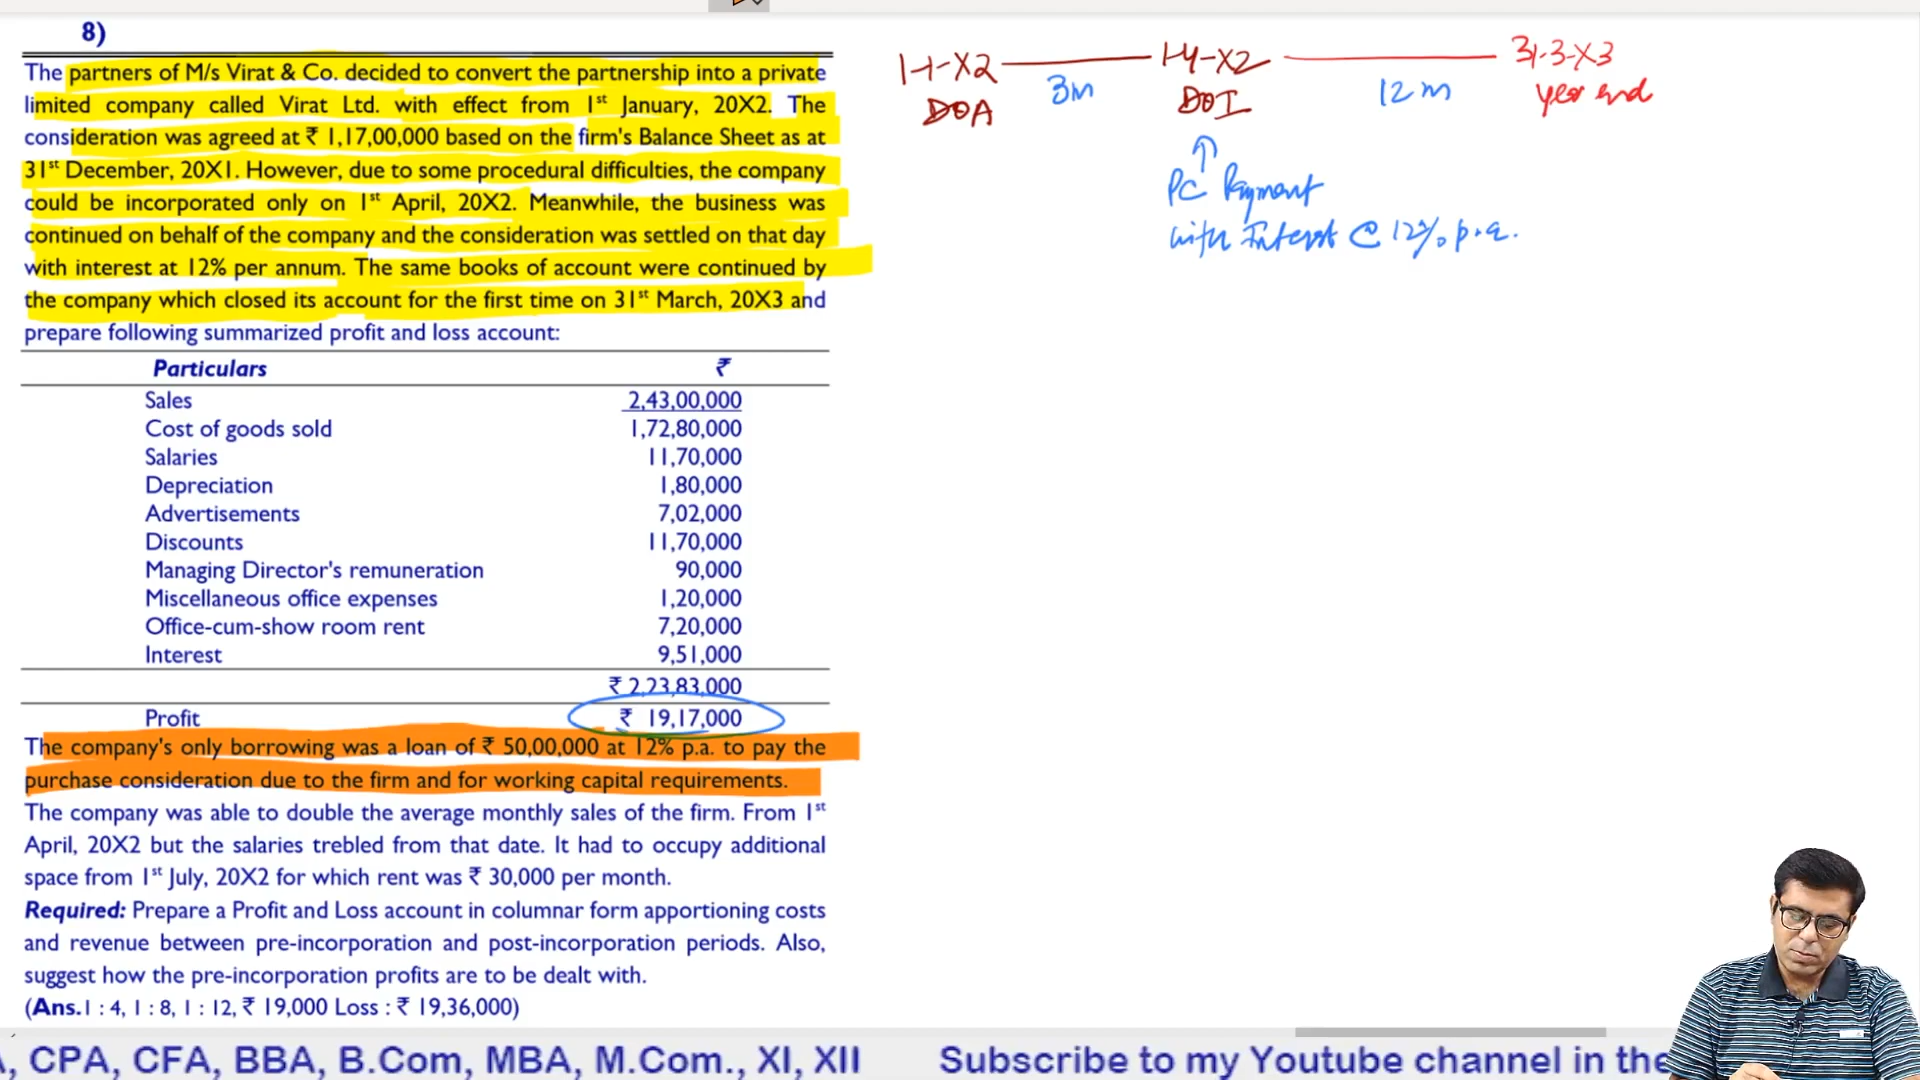 8)
The partners of M/s Virat & Co. decided to convert the partnership into a private
limited company called Virat Ltd. with effect from 1st January, 20X2. The
consideration was agreed at ₹ 1,17,00,000 based on the firm's Balance Sheet as at
31st December, 20X1. However, due to some procedural difficulties, the company
could be incorporated only on 1st April, 20X2. Meanwhile, the business was
continued on behalf of the company and the consideration was settled on that day
with interest at 12% per annum. The same books of account were continued by
the company which closed its account for the first time on 31st March, 20X3 and
prepare following summarized profit and loss account:
Particulars ₹
Sales 2,43,00,000
Cost of goods sold 1,72,80,000
Salaries 11,70,000
Depreciation 1,80,000
Advertisements 7,02,000
Discounts 11,70,000
Managing Director's remuneration 90,000
Miscellaneous office expenses 1,20,000
Office-cum-show room rent 7,20,000
Interest 9,51,000
₹ 2,23,83,000
Profit ₹ 19,17,000
The company's only borrowing was a loan of ₹ 50,00,000 at 12% p.a. to pay the
purchase consideration due to the firm and for working capital requirements.
The company was able to double the average monthly sales of the firm. From 1st
April, 20X2 but the salaries trebled from that date. It had to occupy additional
space from 1st July, 20X2 for which rent was ₹ 30,000 per month.
Required: Prepare a Profit and Loss account in columnar form apportioning costs
and revenue between pre-incorporation and post-incorporation periods. Also,
suggest how the pre-incorporation profits are to be dealt with.
(Ans.1 : 4, 1 : 8, 1 : 12, ₹ 19,000 Loss : ₹ 19,36,000)
1-1-X2 1-4-X2 31-3-X3
DOA 3m DOI 12m year end
PC Payment
with Interest @ 12% p.a.
A, CPA, CFA, BBA, B.Com, MBA, M.Com., XI, XII Subscribe to my Youtube channel in the